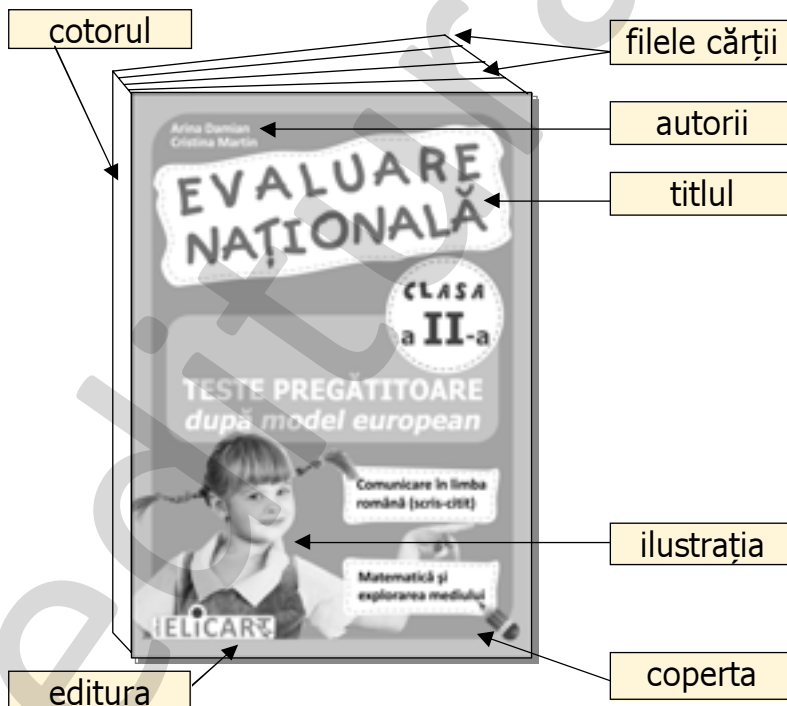 cotorul
filele cărții
autorii
titlul
Arina Damian
Cristina Martin
EVALUARE
NAȚIONALĂ
CLASA
a II-a
TESTE PREGĂTITOARE
după model european
Comunicare în limba
română (scris-citit)
Matematică și
explorarea mediului
ELICART
ilustrația
coperta
editura